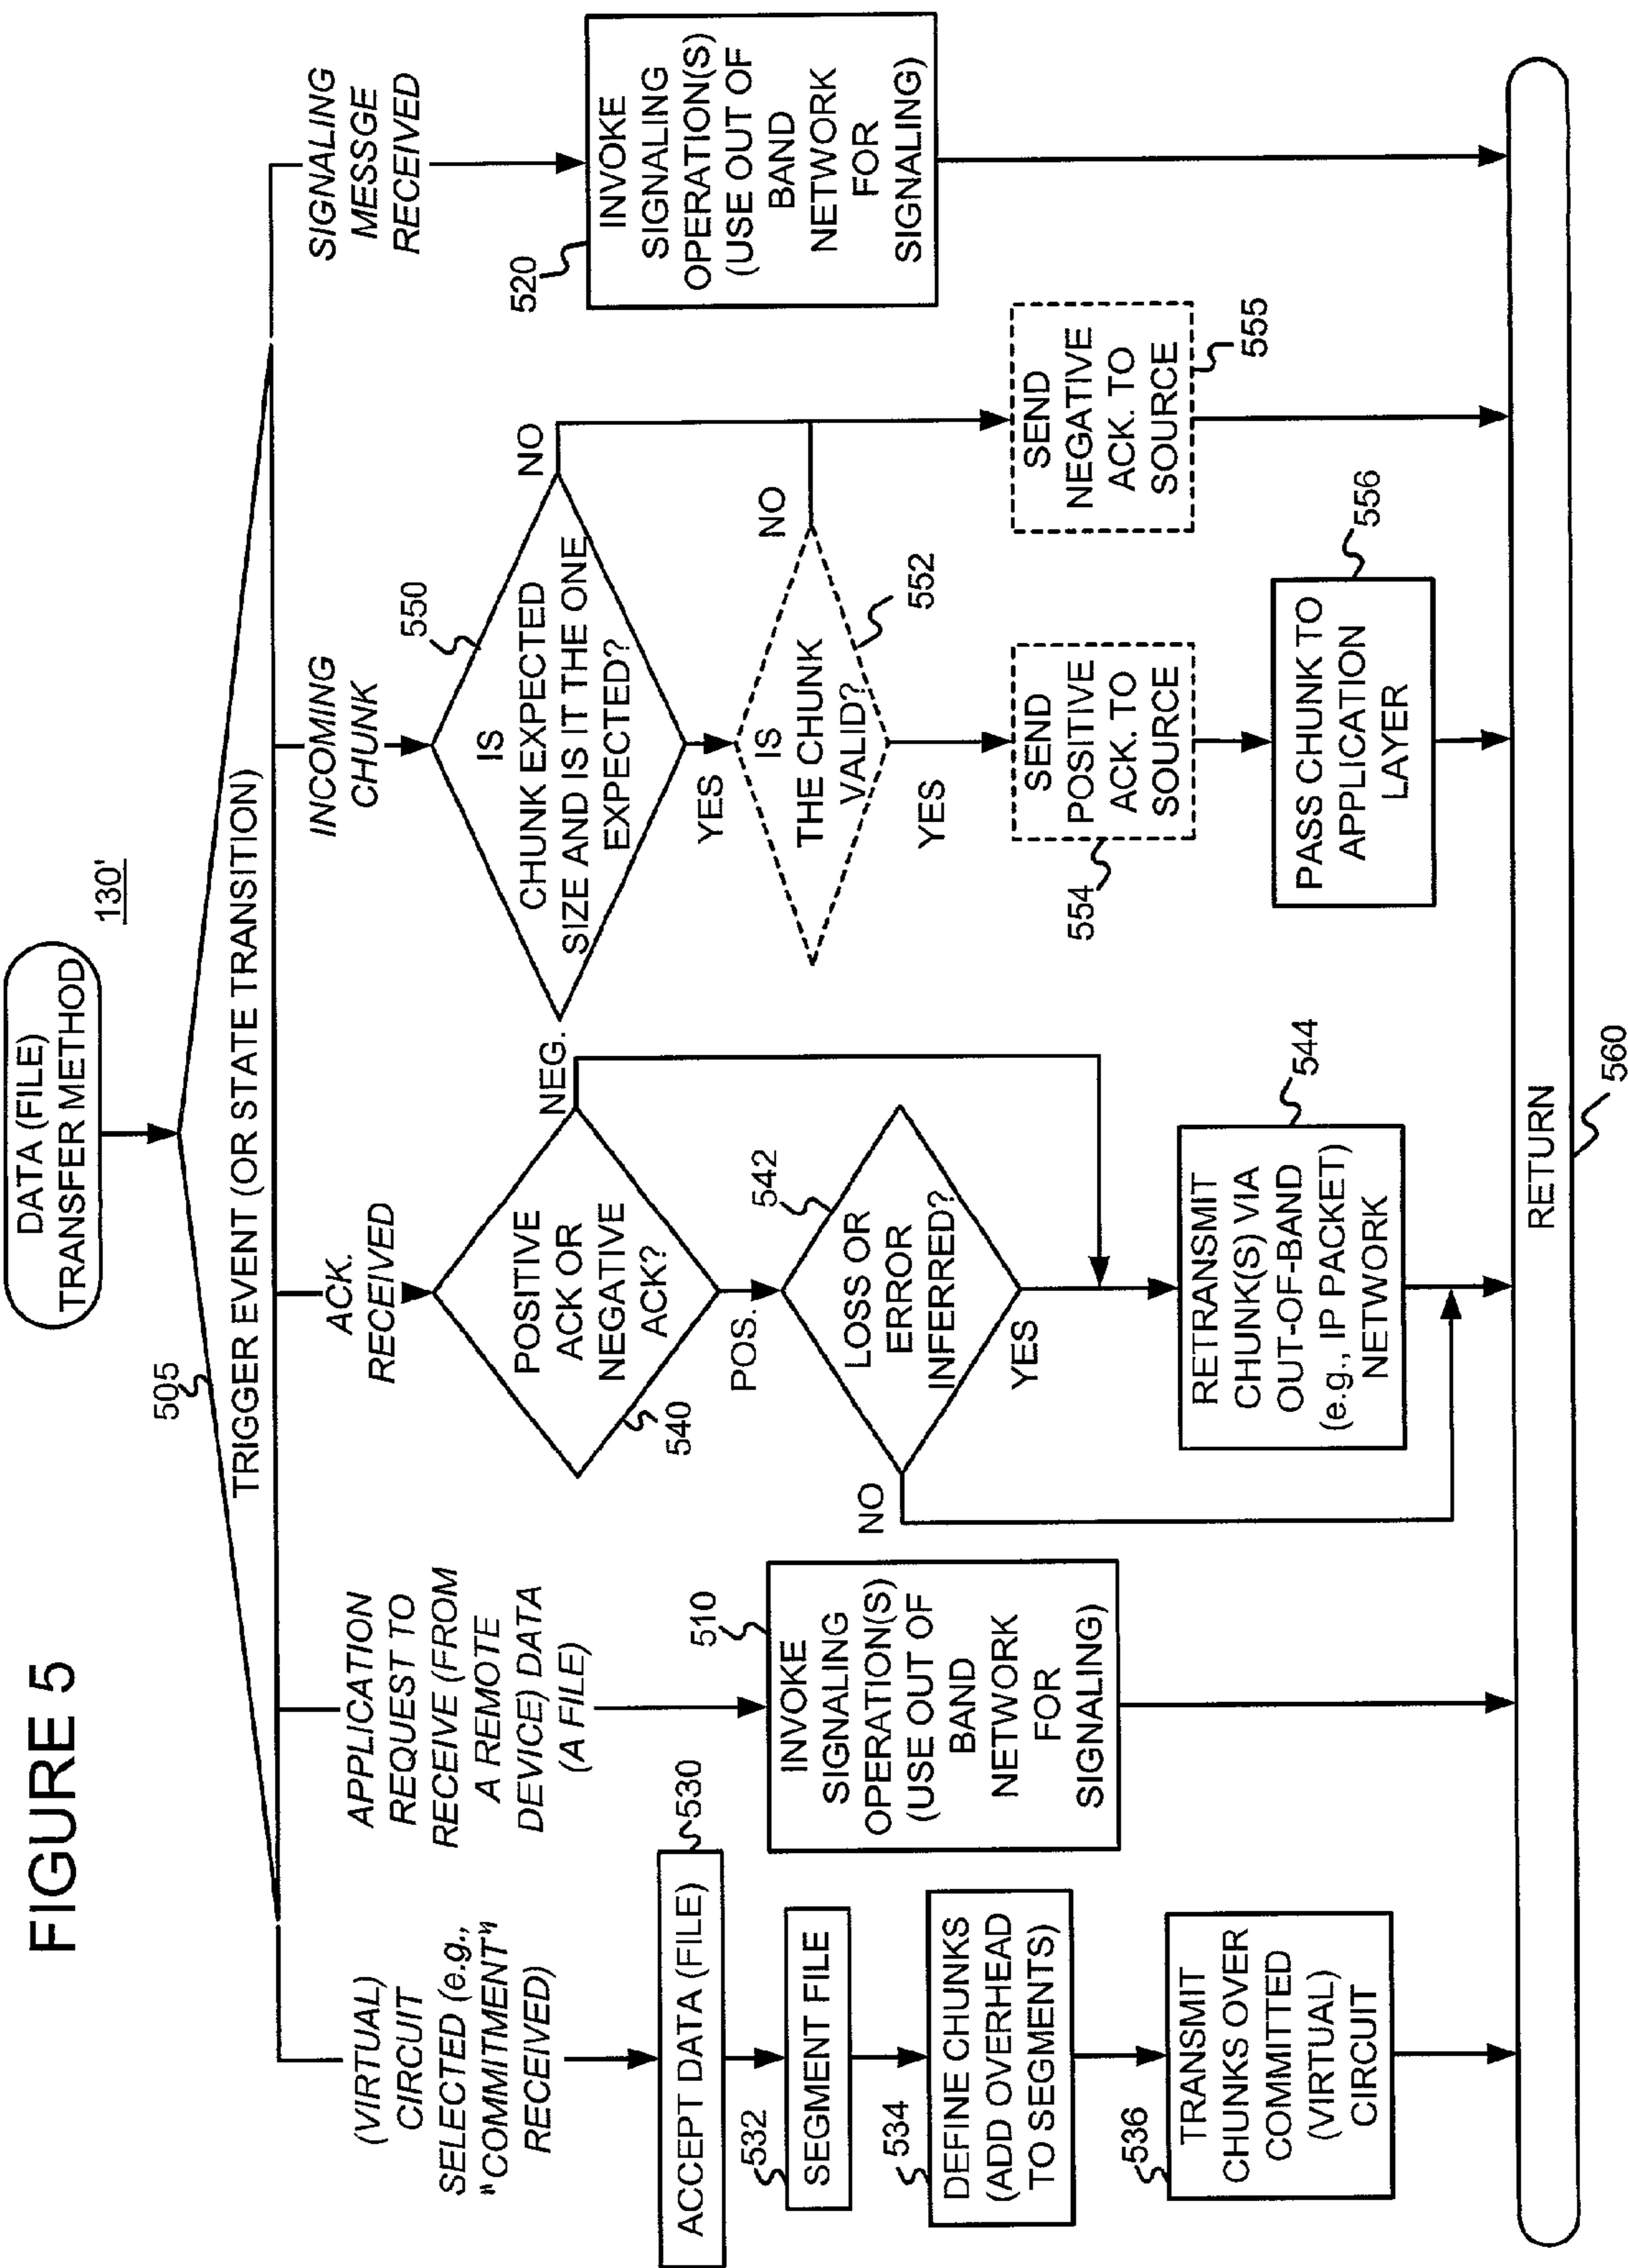 FIGURE 5
DATA (FILE)
TRANSFER METHOD
130'
505
TRIGGER EVENT (OR STATE TRANSITION)
(VIRTUAL)
CIRCUIT
SELECTED (e.g.,
"COMMITMENT"
RECEIVED)
ACCEPT DATA (FILE)
530
532
SEGMENT FILE
534
DEFINE CHUNKS
(ADD OVERHEAD
TO SEGMENTS)
536
TRANSMIT
CHUNKS OVER
COMMITTED
(VIRTUAL)
CIRCUIT
APPLICATION
REQUEST TO
RECEIVE (FROM
A REMOTE
DEVICE) DATA
(A FILE)
510
INVOKE
SIGNALING
OPERATION(S)
(USE OUT OF
BAND
NETWORK
FOR
SIGNALING)
ACK.
RECEIVED
POSITIVE
ACK OR
NEGATIVE
ACK?
540
NEG.
POS.
542
LOSS OR
ERROR
INFERRED?
NO
YES
RETRANSMIT
CHUNK(S) VIA
OUT-OF-BAND
(e.g., IP PACKET)
NETWORK
544
INCOMING
CHUNK
550
IS
CHUNK EXPECTED
SIZE AND IS IT THE ONE
EXPECTED?
NO
YES
IS
THE CHUNK
VALID?
552
NO
YES
554
SEND
POSITIVE
ACK. TO
SOURCE
SEND
NEGATIVE
ACK. TO
SOURCE
555
PASS CHUNK TO
APPLICATION
LAYER
556
SIGNALING
MESSGE
RECEIVED
520
INVOKE
SIGNALING
OPERATION(S)
(USE OUT OF
BAND
NETWORK
FOR
SIGNALING)
RETURN
560